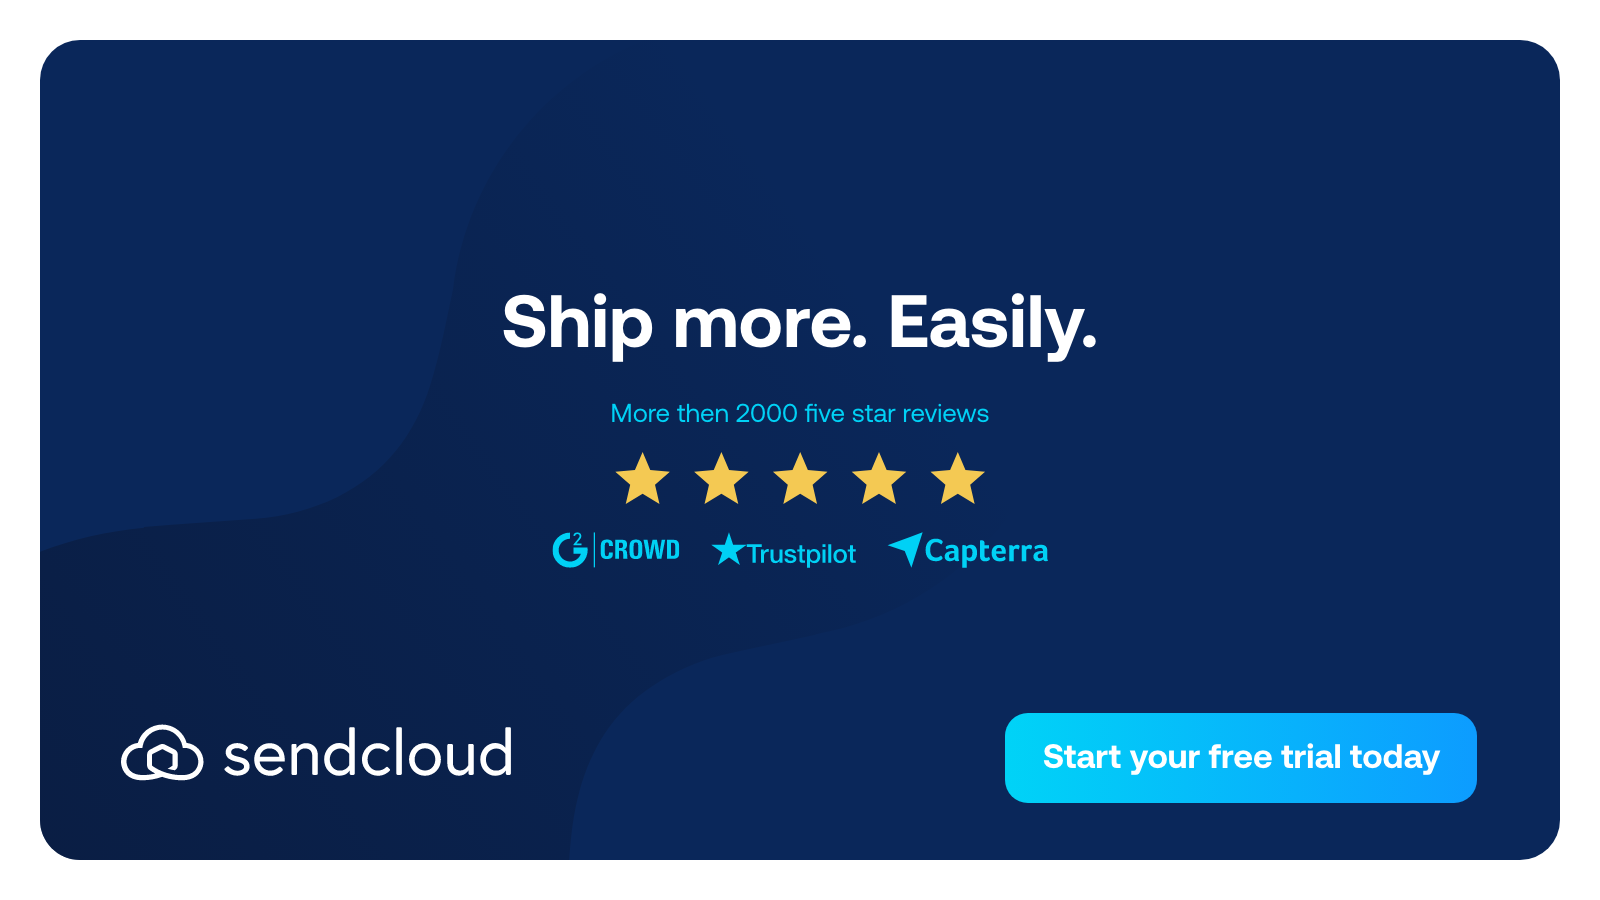 Ship more. Easily.
More then 2000 five star reviews
G2 CROWD Trustpilot Capterra
sendcloud
Start your free trial today